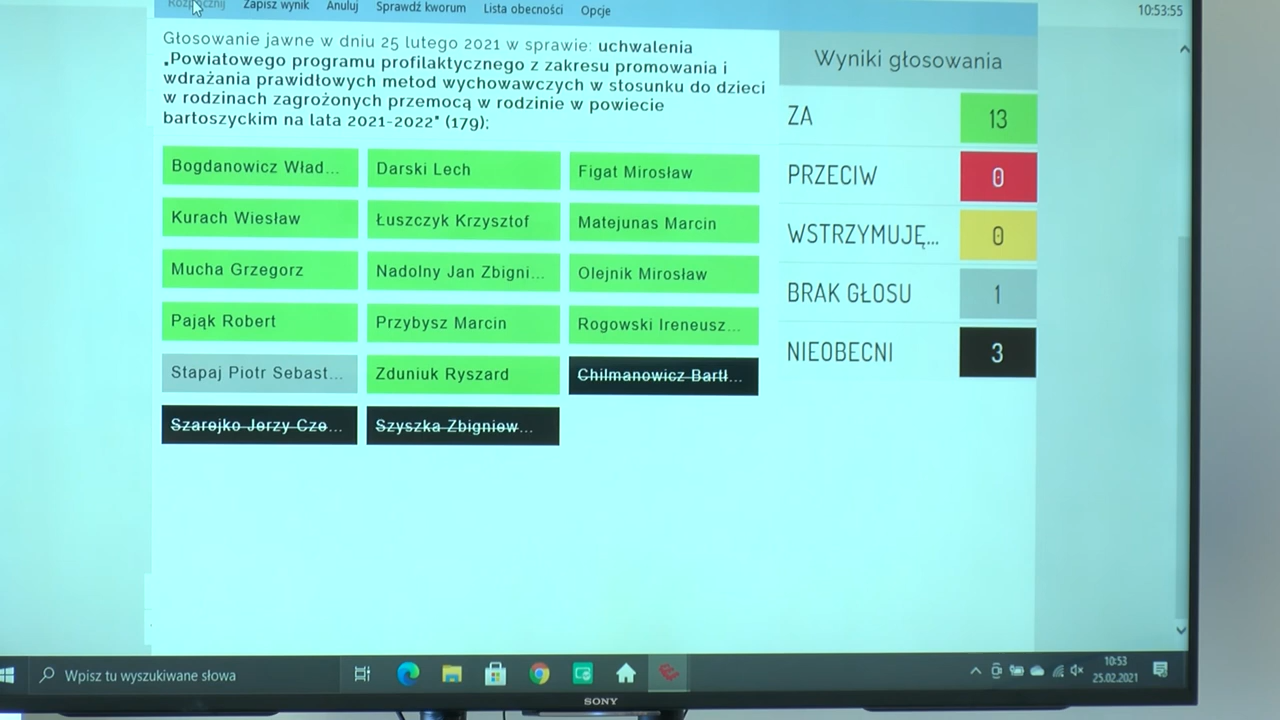 Rozpocznij Zapisz wynik Anuluj Sprawdź kworum Lista obecności Opcje 10:53:55
Głosowanie jawne w dniu 25 lutego 2021 w sprawie: uchwalenia
„Powiatowego programu profilaktycznego z zakresu promowania i
wdrażania prawidłowych metod wychowawczych w stosunku do dzieci
w rodzinach zagrożonych przemocą w rodzinie w powiecie
bartoszyckim na lata 2021-2022" (179);
Bogdanowicz Wład... Darski Lech Figat Mirosław
Kurach Wiesław Łuszczyk Krzysztof Matejunas Marcin
Mucha Grzegorz Nadolny Jan Zbigni... Olejnik Mirosław
Pająk Robert Przybysz Marcin Rogowski Ireneusz...
Stapaj Piotr Sebast... Zduniuk Ryszard Chilmanowicz Bartł...
Szarejko Jerzy Cze... Szyszka Zbigniew...
Wyniki głosowania
ZA 13
PRZECIW 0
WSTRZYMUJĘ... 0
BRAK GŁOSU 1
NIEOBECNI 3
Wpisz tu wyszukiwane słowa
10:53
25.02.2021
SONY